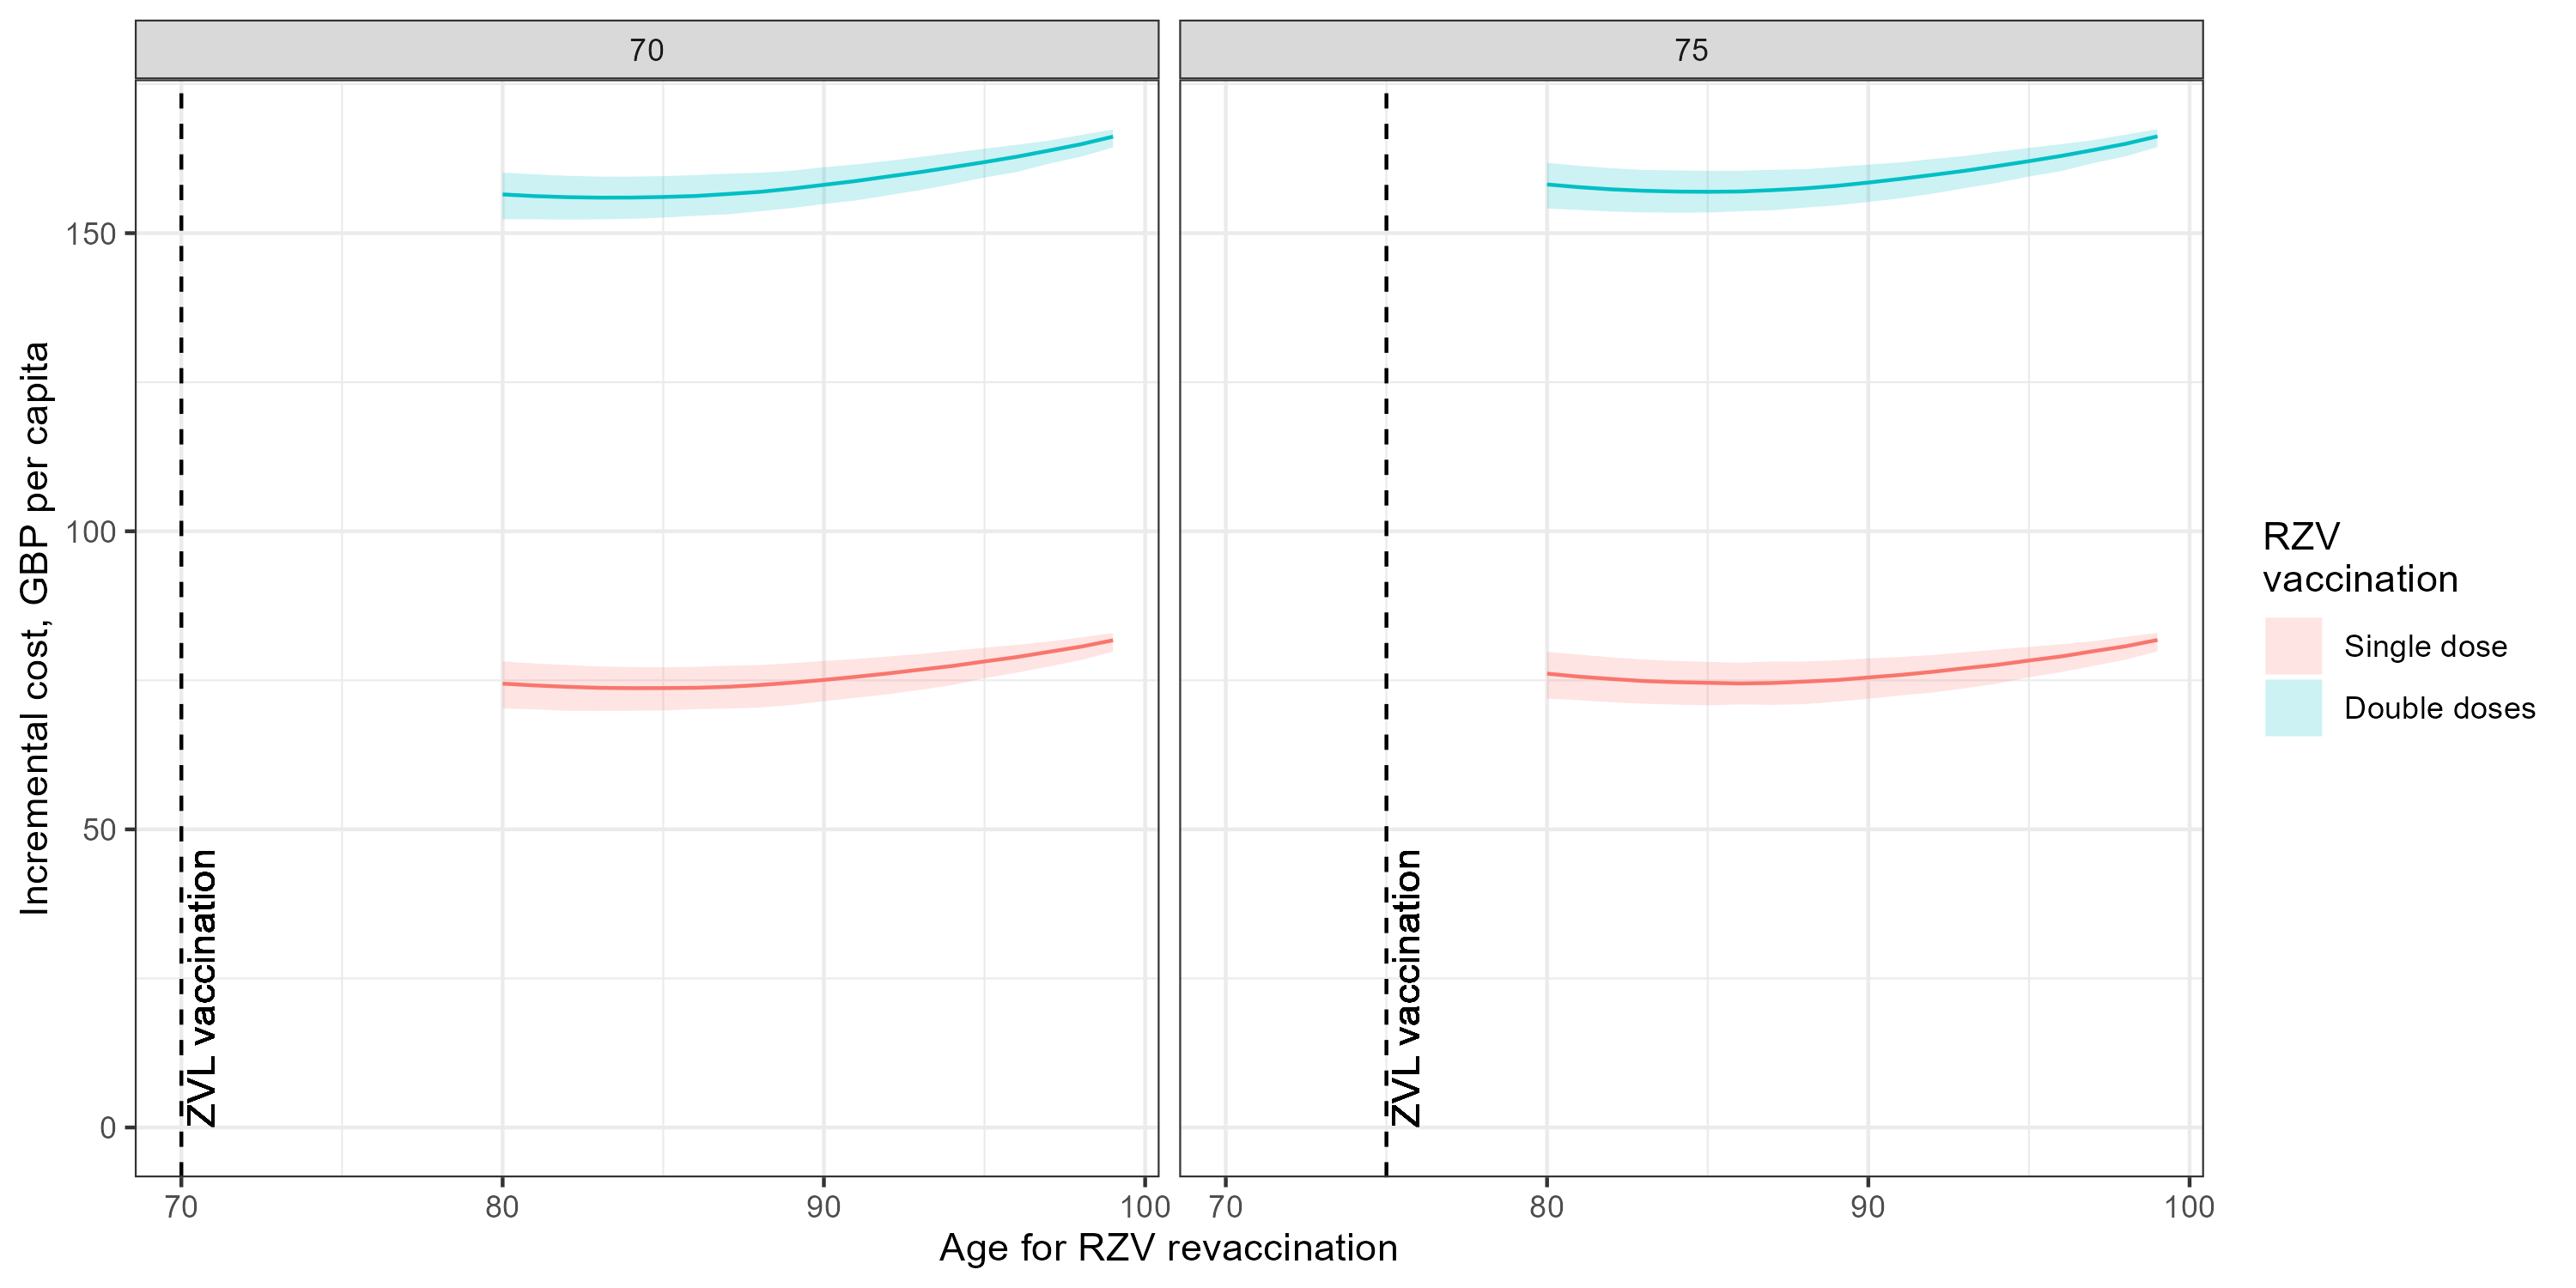 70
75
Incremental cost, GBP per capita
150
100
50
0
ZVL vaccination
ZVL vaccination
70
80
90
100
70
80
90
100
Age for RZV revaccination
RZV
vaccination
Single dose
Double doses